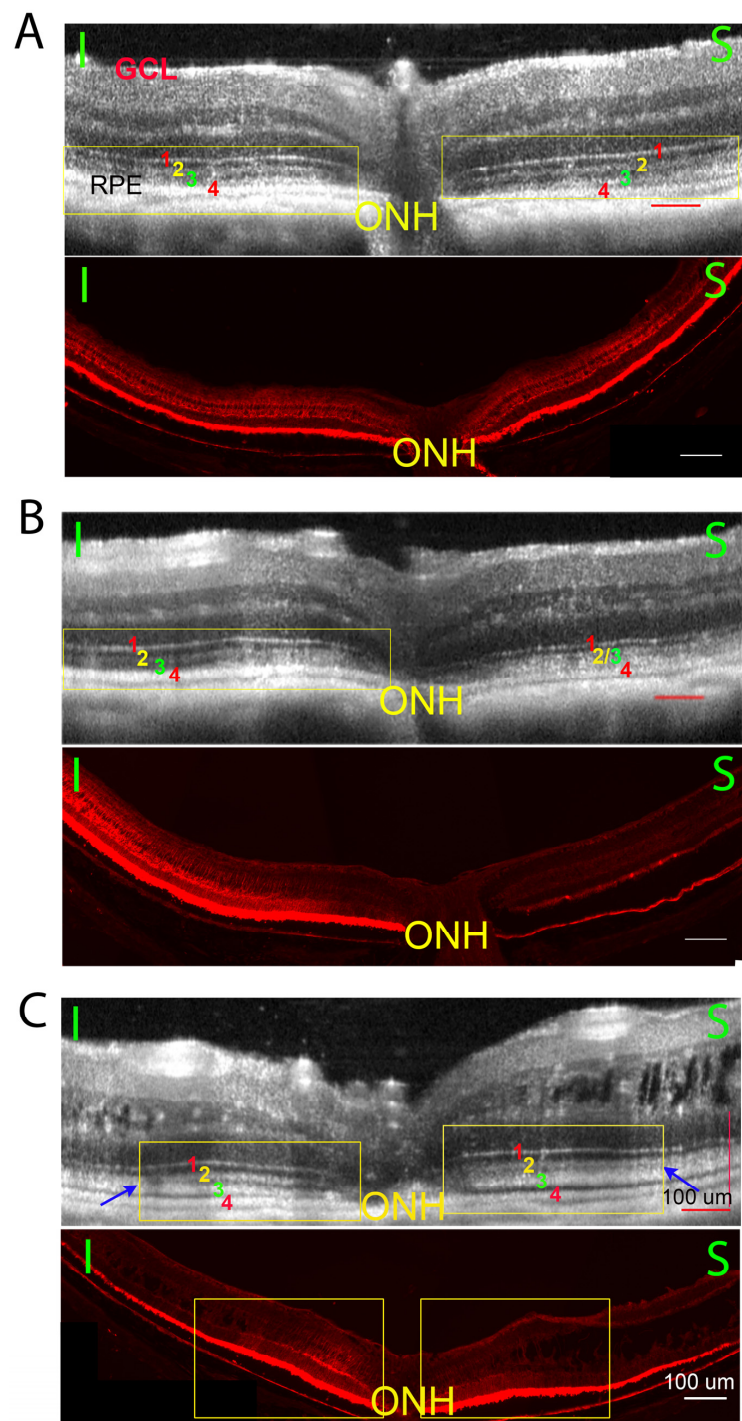 A
I GCL S
1 2 3 4 1 2 3 4
RPE
ONH
I S
ONH
B
I S
1 2 3 4 1 2/3 4
ONH
I S
ONH
C
I S
1 2 3 4 1 2 3 4
100 um
ONH
I S
100 um
ONH